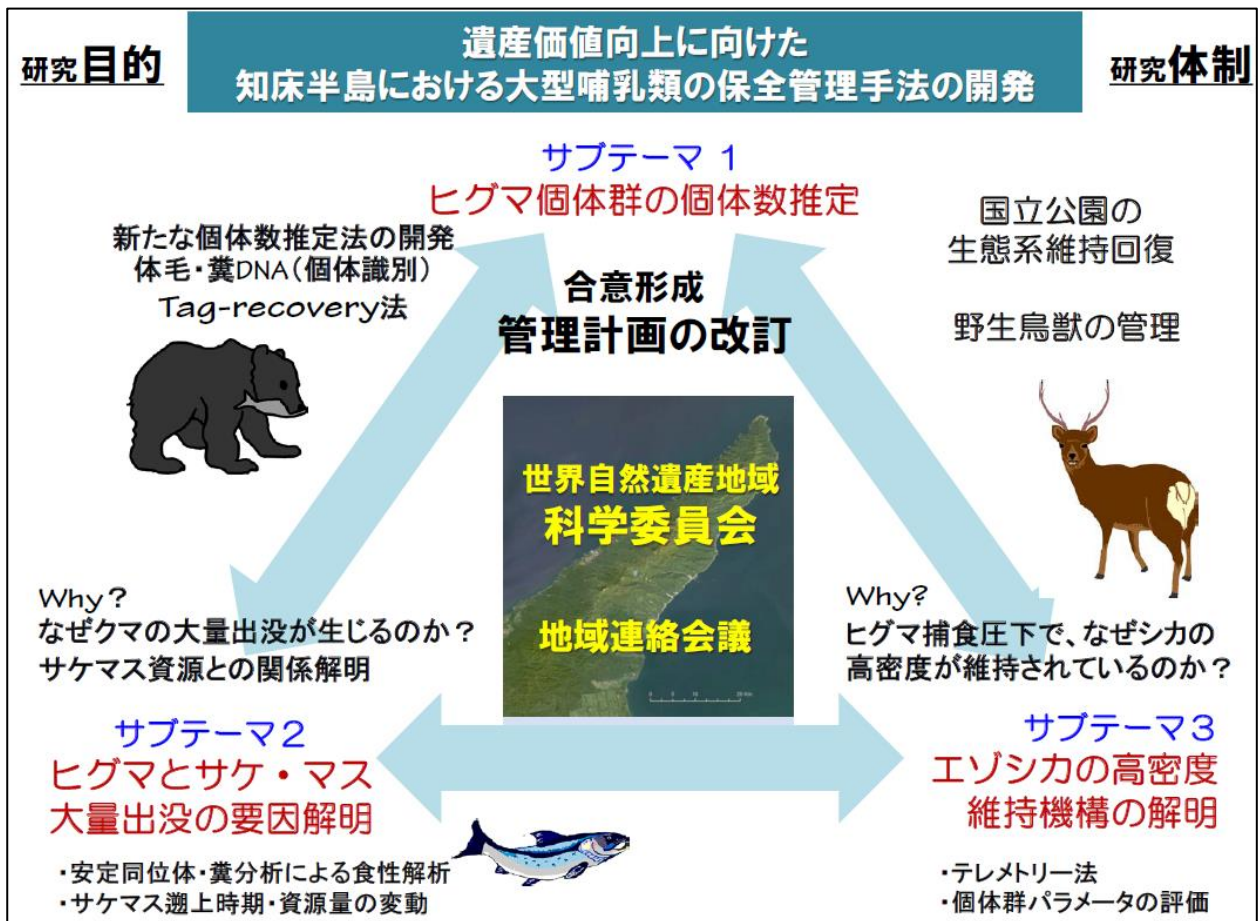 研究目的
遺産価値向上に向けた
知床半島における大型哺乳類の保全管理手法の開発
研究体制
サブテーマ 1
ヒグマ個体群の個体数推定
新たな個体数推定法の開発
体毛・糞DNA(個体識別)
Tag-recovery法
合意形成
管理計画の改訂
国立公園の
生態系維持回復
野生鳥獣の管理
世界自然遺産地域
科学委員会
地域連絡会議
0 5 10 20 Km
Why?
なぜクマの大量出没が生じるのか?
サケマス資源との関係解明
Why?
ヒグマ捕食圧下で、なぜシカの
高密度が維持されているのか?
サブテーマ2
ヒグマとサケ・マス
大量出没の要因解明
・安定同位体・糞分析による食性解析
・サケマス遡上時期・資源量の変動
サブテーマ3
エゾシカの高密度
維持機構の解明
・テレメトリー法
・個体群パラメータの評価